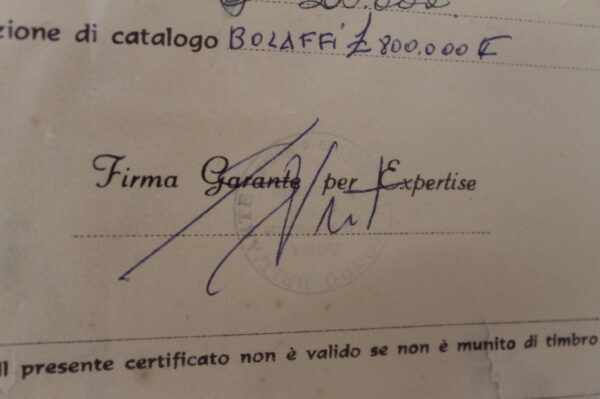 zione di catalogo BOLAFFI £ 800.000
Firma Garante per Expertise
Il presente certificato non è valido se non è munito di timbro